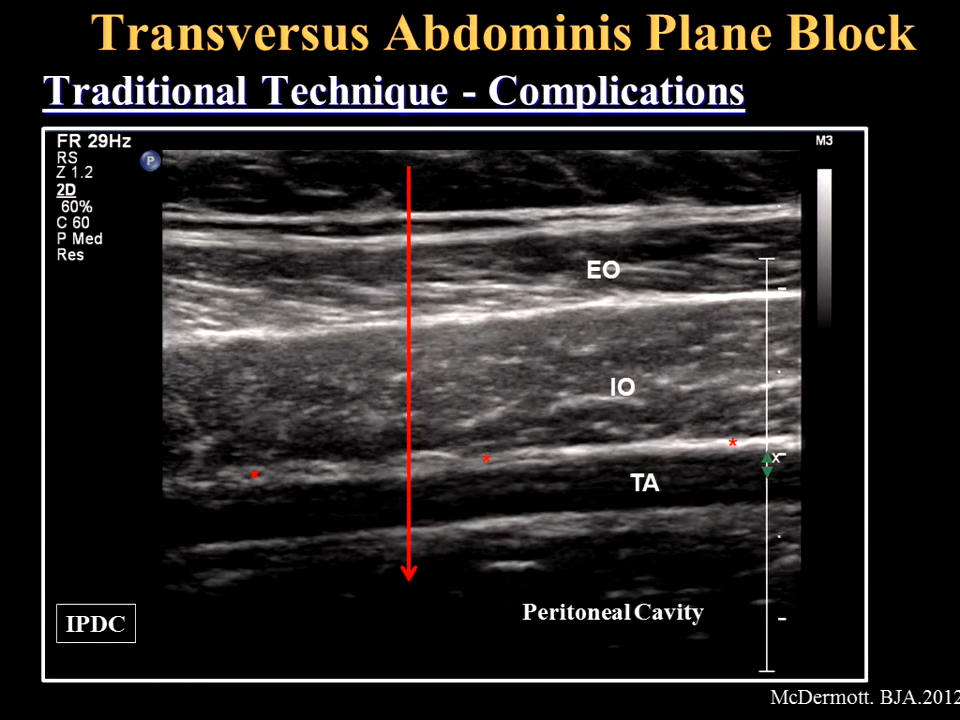 Transversus Abdominis Plane Block
Traditional Technique - Complications
FR 29Hz
RS
Z 1.2
2D
60%
C 60
P Med
Res
P
M3
EO
IO
*
*
*
x
TA
Peritoneal Cavity
IPDC
McDermott. BJA.2012